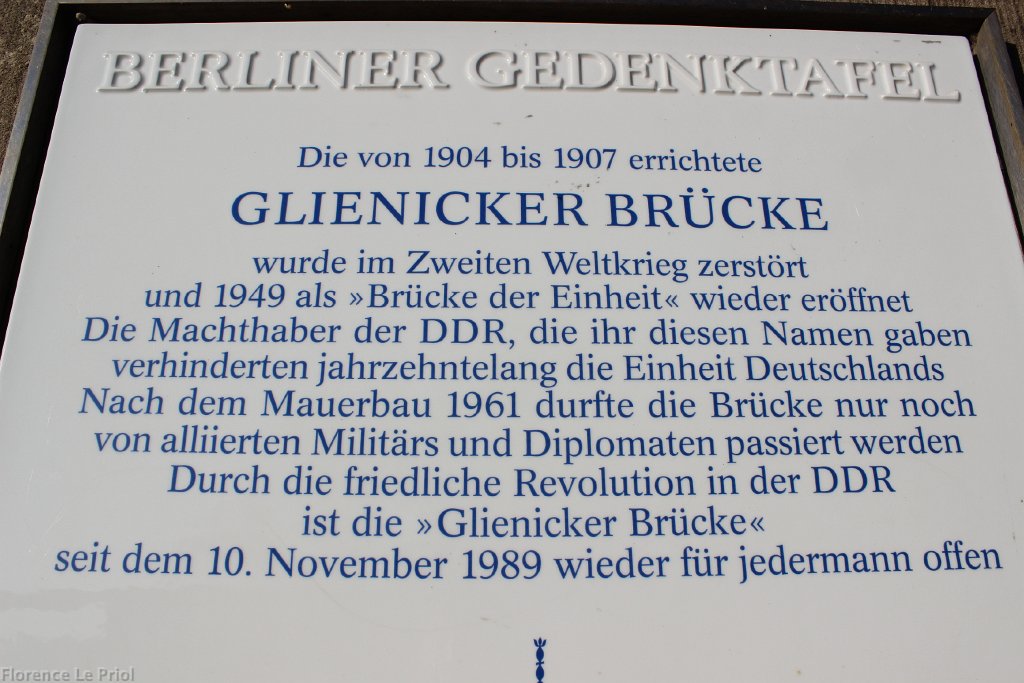 BERLINER GEDENKTAFEL
Die von 1904 bis 1907 errichtete
GLIENICKER BRÜCKE
wurde im Zweiten Weltkrieg zerstört
und 1949 als »Brücke der Einheit« wieder eröffnet
Die Machthaber der DDR, die ihr diesen Namen gaben
verhinderten jahrzehntelang die Einheit Deutschlands
Nach dem Mauerbau 1961 durfte die Brücke nur noch
von alliierten Militärs und Diplomaten passiert werden
Durch die friedliche Revolution in der DDR
ist die »Glienicker Brücke«
seit dem 10. November 1989 wieder für jedermann offen
Florence Le Priol